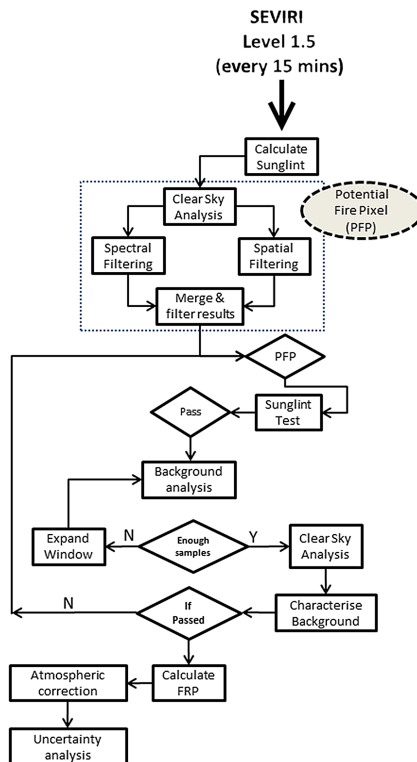 SEVIRI
Level 1.5
(every 15 mins)
Calculate
Sunglint
Clear Sky
Analysis
Potential
Fire Pixel
(PFP)
Spectral
Filtering
Spatial
Filtering
Merge &
filter results
PFP
Pass
Sunglint
Test
Background
analysis
Expand
Window
N
Enough
samples
Y
Clear Sky
Analysis
N
If
Passed
Characterise
Background
Atmospheric
correction
Calculate
FRP
Uncertainty
analysis